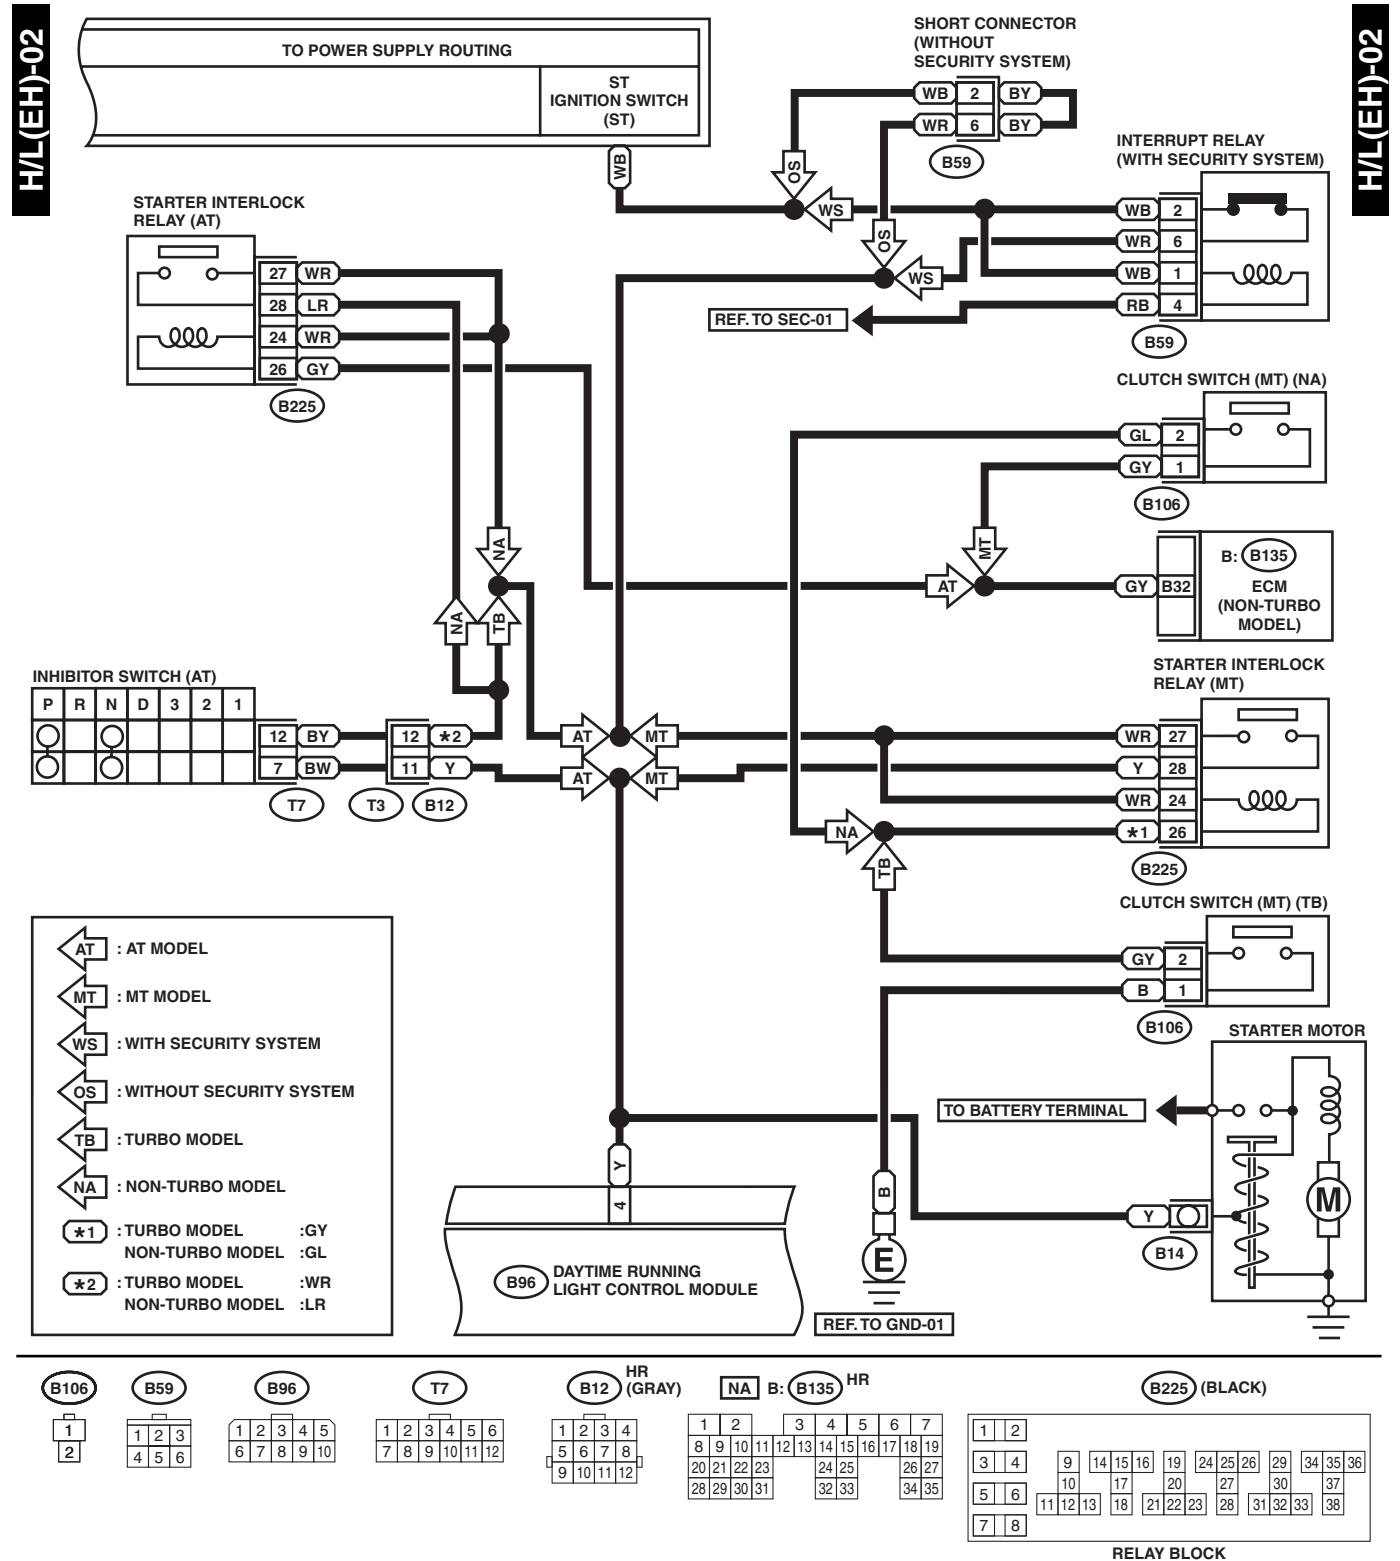 H/L(EH)-02
H/L(EH)-02
TO POWER SUPPLY ROUTING
ST
IGNITION SWITCH
(ST)
WB
SHORT CONNECTOR
(WITHOUT
SECURITY SYSTEM)
WB 2 BY
WR 6 BY
B59
OS
WS
OS
WS
INTERRUPT RELAY
(WITH SECURITY SYSTEM)
WB 2
WR 6
WB 1
RB 4
B59
REF. TO SEC-01
STARTER INTERLOCK
RELAY (AT)
27 WR
28 LR
24 WR
26 GY
B225
CLUTCH SWITCH (MT) (NA)
GL 2
GY 1
B106
MT
AT
GY B32
B: B135
ECM
(NON-TURBO
MODEL)
NA
NA
TB
INHIBITOR SWITCH (AT)
P R N D 3 2 1
12 BY 12 *2
7 BW 11 Y
T7 T3 B12
AT MT
AT MT
STARTER INTERLOCK
RELAY (MT)
WR 27
Y 28
WR 24
*1 26
B225
NA
TB
CLUTCH SWITCH (MT) (TB)
GY 2
B 1
B106
AT : AT MODEL
MT : MT MODEL
WS : WITH SECURITY SYSTEM
OS : WITHOUT SECURITY SYSTEM
TB : TURBO MODEL
NA : NON-TURBO MODEL
*1 : TURBO MODEL :GY
NON-TURBO MODEL :GL
*2 : TURBO MODEL :WR
NON-TURBO MODEL :LR
STARTER MOTOR
TO BATTERY TERMINAL
M
Y
B14
Y
4
B96 DAYTIME RUNNING
LIGHT CONTROL MODULE
B
E
REF. TO GND-01
B106
1
2
B59
1 2 3
4 5 6
B96
1 2 3 4 5
6 7 8 9 10
T7
1 2 3 4 5 6
7 8 9 10 11 12
B12 HR
(GRAY)
1 2 3 4
5 6 7 8
9 10 11 12
NA B: B135 HR
1 2 3 4 5 6 7
8 9 10 11 12 13 14 15 16 17 18 19
20 21 22 23 24 25 26 27
28 29 30 31 32 33 34 35
B225 (BLACK)
1 2
3 4 9 14 15 16 19 24 25 26 29 34 35 36
10 17 20 27 30 37
5 6 11 12 13 18 21 22 23 28 31 32 33 38
7 8
RELAY BLOCK